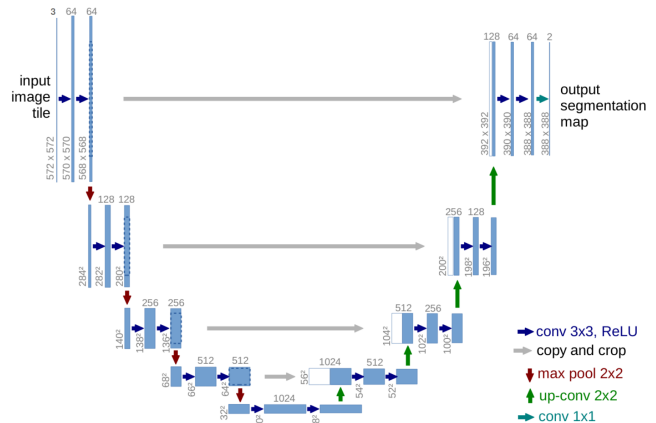 3 64 64
128 64 64 2
input
image
tile
output
segmentation
map
572 x 572
570 x 570
568 x 568
392 x 392
390 x 390
388 x 388
388 x 388
128 128
256 128
284²
282²
280²
200²
198²
196²
256 256
512 256
140²
138²
136²
104²
102²
100²
512 512
1024 512
68²
66²
64²
56²
54²
52²
1024
32²
conv 3x3, ReLU
copy and crop
max pool 2x2
up-conv 2x2
conv 1x1